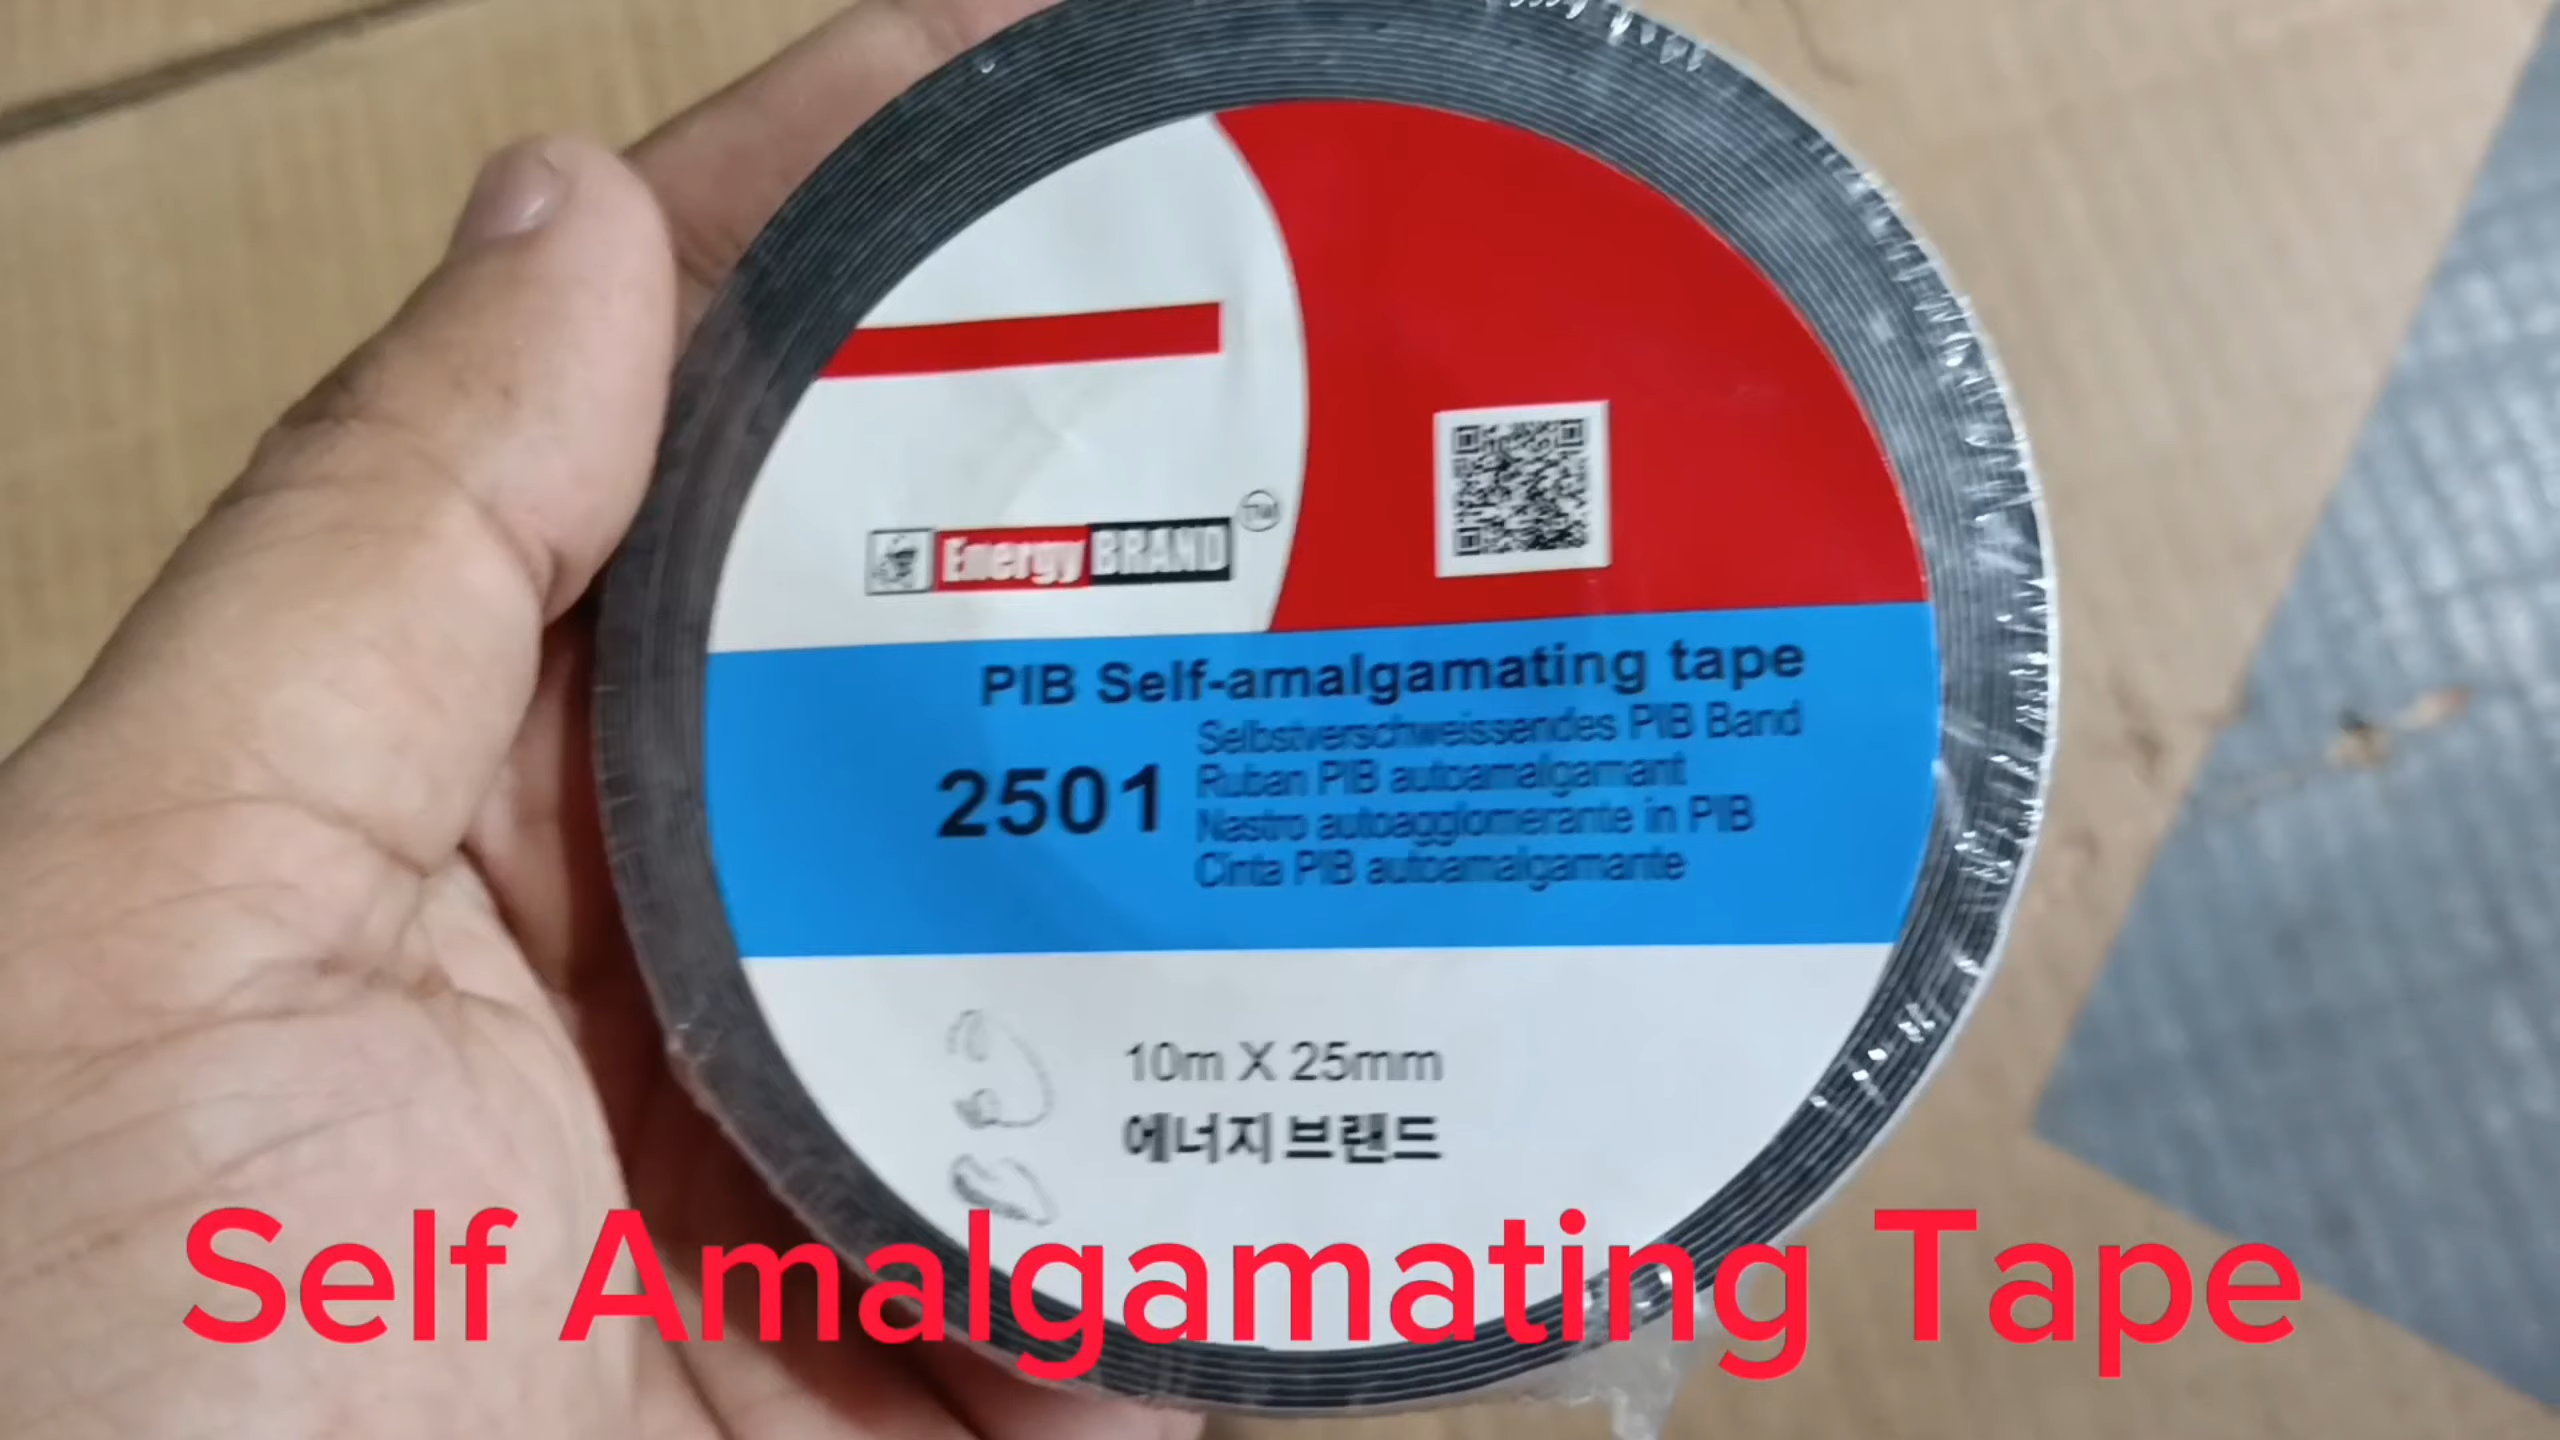 Energy BRAND
TM
PIB Self-amalgamating tape
2501
Selbstverschweissendes PIB Band
Ruban PIB autoamalgamant
Nastro autoagglomerante in PIB
Cinta PIB autoamalgamante
10m X 25mm
에너지 브랜드
Self Amalgamating Tape